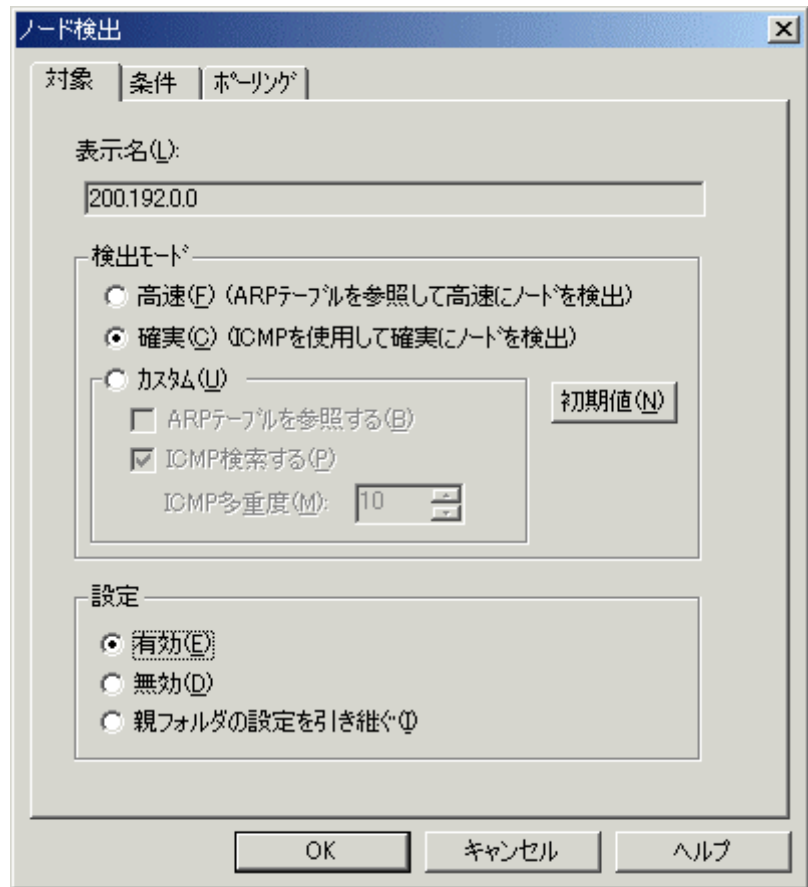 ノード検出
対象 条件 ﾎﾟｰﾘﾝｸﾞ
表示名(L):
200.192.0.0
検出ﾓｰﾄﾞ
高速(F) (ARPﾃｰﾌﾞﾙを参照して高速にﾉｰﾄﾞを検出)
確実(C) (ICMPを使用して確実にﾉｰﾄﾞを検出)
ｶｽﾀﾑ(U)
初期値(N)
ARPﾃｰﾌﾞﾙを参照する(B)
ICMP検索する(P)
ICMP多重度(M): 10
設定
有効(E)
無効(D)
親フォルダの設定を引き継ぐ(I)
OK キャンセル ヘルプ